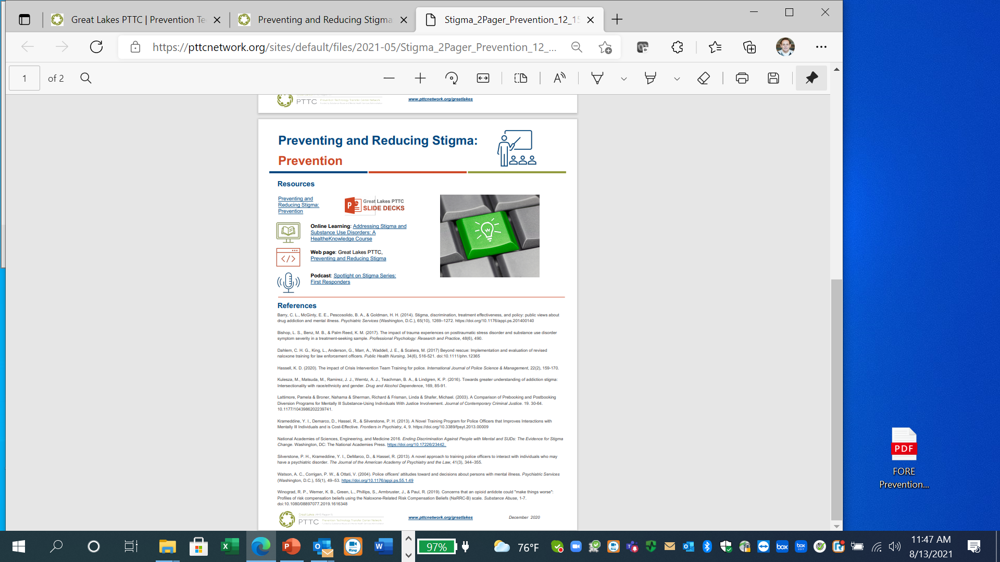 Great Lakes PTTC | Prevention Te
Preventing and Reducing Stigma
Stigma_2Pager_Prevention_12_15
https://pttcnetwork.org/sites/default/files/2021-05/Stigma_2Pager_Prevention_12_...
1 of 2
PTTC
www.pttcnetwork.org/greatlakes
Preventing and Reducing Stigma:
Prevention
Resources
Preventing and
Reducing Stigma:
Prevention
Great Lakes PTTC
SLIDE DECKS
Online Learning: Addressing Stigma and
Substance Use Disorders: A
HealtheKnowledge Course
Web page: Great Lakes PTTC,
Preventing and Reducing Stigma
Podcast: Spotlight on Stigma Series:
First Responders
References
Barry, C. L., McGinty, E. E., Pescosolido, B. A., & Goldman, H. H. (2014). Stigma, discrimination, treatment effectiveness, and policy: public views about
drug addiction and mental illness. Psychiatric Services (Washington, D.C.), 65(10), 1269–1272. https://doi.org/10.1176/appi.ps.201400140
Bishop, L. S., Benz, M. B., & Palm Reed, K. M. (2017). The impact of trauma experiences on posttraumatic stress disorder and substance use disorder
symptom severity in a treatment-seeking sample. Professional Psychology: Research and Practice, 48(6), 490.
Dahlem, C. H. G., King, L., Anderson, G., Marr, A., Waddell, J. E., & Scalera, M. (2017) Beyond rescue: Implementation and evaluation of revised
naloxone training for law enforcement officers. Public Health Nursing, 34(6), 516-521. doi:10.1111/phn.12365
Hassell, K. D. (2020). The impact of Crisis Intervention Team Training for police. International Journal of Police Science & Management, 22(2), 159-170.
Kulesza, M., Matsuda, M., Ramirez, J. J., Werntz, A. J., Teachman, B. A., & Lindgren, K. P. (2016). Towards greater understanding of addiction stigma:
Intersectionality with race/ethnicity and gender. Drug and Alcohol Dependence, 169, 85-91.
Lattimore, Pamela & Broner, Nahama & Sherman, Richard & Frisman, Linda & Shafer, Michael. (2003). A Comparison of Prebooking and Postbooking
Diversion Programs for Mentally Ill Substance-Using Individuals With Justice Involvement. Journal of Contemporary Criminal Justice. 19. 30-64.
10.1177/1043986202239741.
Krameddine, Y. I., Demarco, D., Hassel, R., & Silverstone, P. H. (2013). A Novel Training Program for Police Officers that Improves Interactions with
Mentally Ill Individuals and is Cost-Effective. Frontiers in Psychiatry, 4, 9. https://doi.org/10.3389/fpsyt.2013.00009
National Academies of Sciences, Engineering, and Medicine 2016. Ending Discrimination Against People with Mental and SUDs: The Evidence for Stigma
Change. Washington, DC: The National Academies Press. https://doi.org/10.17226/23442.
Silverstone, P. H., Krameddine, Y. I., DeMarco, D., & Hassel, R. (2013). A novel approach to training police officers to interact with individuals who may
have a psychiatric disorder. The Journal of the American Academy of Psychiatry and the Law, 41(3), 344–355.
Watson, A. C., Corrigan, P. W., & Ottati, V. (2004). Police officers' attitudes toward and decisions about persons with mental illness. Psychiatric Services
(Washington, D.C.), 55(1), 49–53. https://doi.org/10.1176/appi.ps.55.1.49
Winograd, R. P., Werner, K. B., Green, L., Phillips, S., Armbruster, J., & Paul, R. (2019). Concerns that an opioid antidote could "make things worse":
Profiles of risk compensation beliefs using the Naloxone-Related Risk Compensation Beliefs (NaRRC-B) scale. Substance Abuse, 1-7.
doi:10.1080/08897077.2019.1616348
Great Lakes (HHS Region 5)
PTTC Prevention Technology Transfer Center Network
www.pttcnetwork.org/greatlakes
December 2020
PDF
FORE
Prevention...
97%
76°F
11:47 AM
8/13/2021